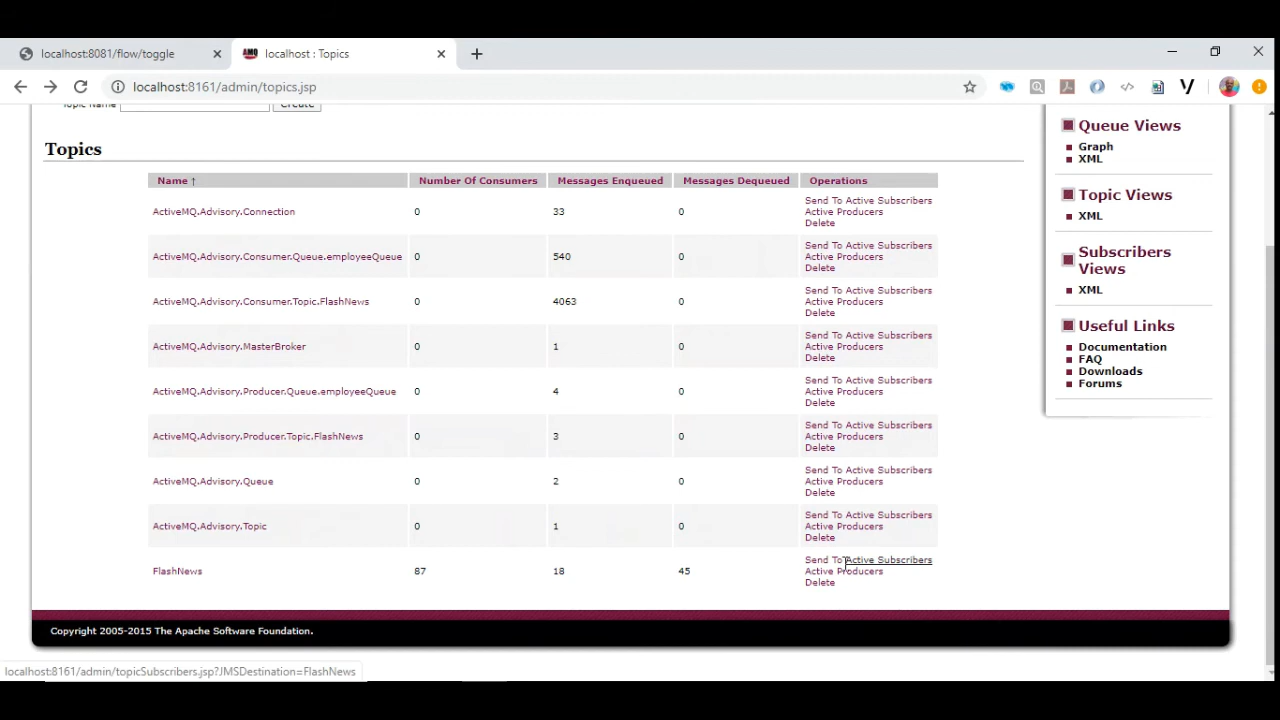 localhost:8081/flow/toggle
AMQ localhost : Topics
localhost:8161/admin/topics.jsp
Topic Name Create
Topics
Name ↑ Number Of Consumers Messages Enqueued Messages Dequeued Operations
ActiveMQ.Advisory.Connection 0 33 0 Send To Active Subscribers
Active Producers
Delete
ActiveMQ.Advisory.Consumer.Queue.employeeQueue 0 540 0 Send To Active Subscribers
Active Producers
Delete
ActiveMQ.Advisory.Consumer.Topic.FlashNews 0 4063 0 Send To Active Subscribers
Active Producers
Delete
ActiveMQ.Advisory.MasterBroker 0 1 0 Send To Active Subscribers
Active Producers
Delete
ActiveMQ.Advisory.Producer.Queue.employeeQueue 0 4 0 Send To Active Subscribers
Active Producers
Delete
ActiveMQ.Advisory.Producer.Topic.FlashNews 0 3 0 Send To Active Subscribers
Active Producers
Delete
ActiveMQ.Advisory.Queue 0 2 0 Send To Active Subscribers
Active Producers
Delete
ActiveMQ.Advisory.Topic 0 1 0 Send To Active Subscribers
Active Producers
Delete
FlashNews 87 18 45 Send To Active Subscribers
Active Producers
Delete
Queue Views
Graph
XML
Topic Views
XML
Subscribers
Views
XML
Useful Links
Documentation
FAQ
Downloads
Forums
Copyright 2005-2015 The Apache Software Foundation.
localhost:8161/admin/topicSubscribers.jsp?JMSDestination=FlashNews